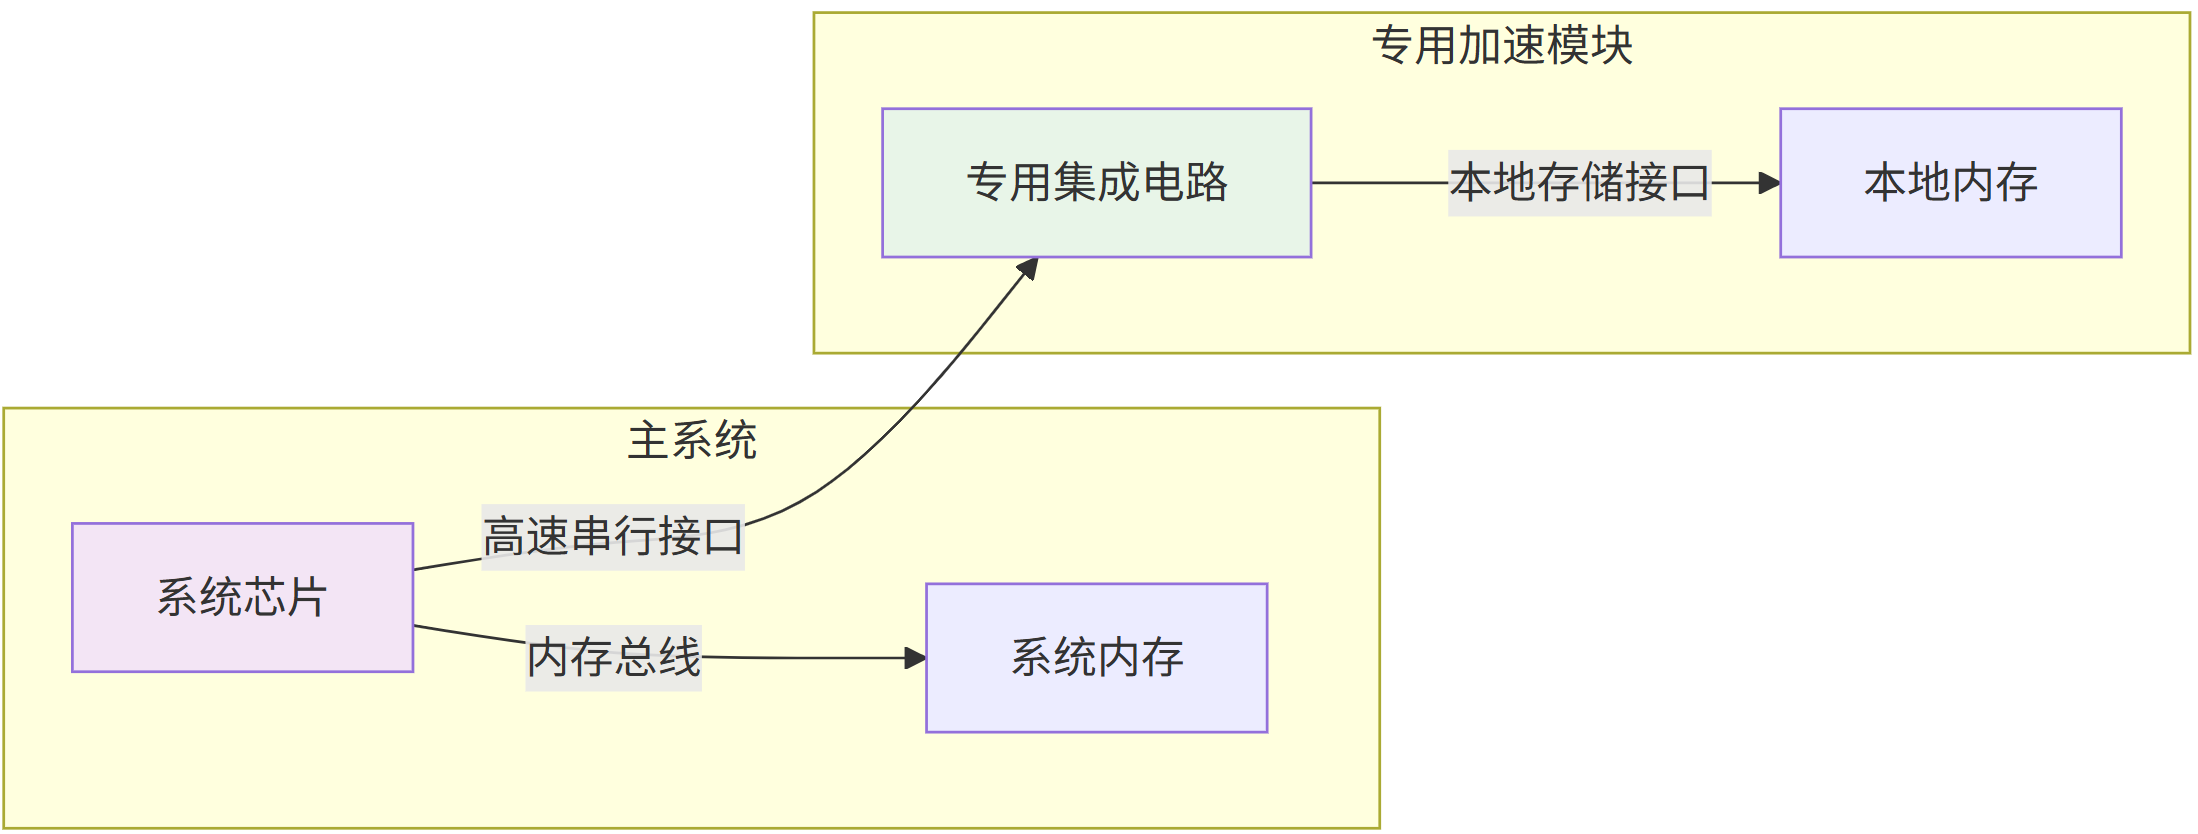 专用加速模块
专用集成电路
本地存储接口
本地内存
主系统
高速串行接口
系统芯片
内存总线
系统内存